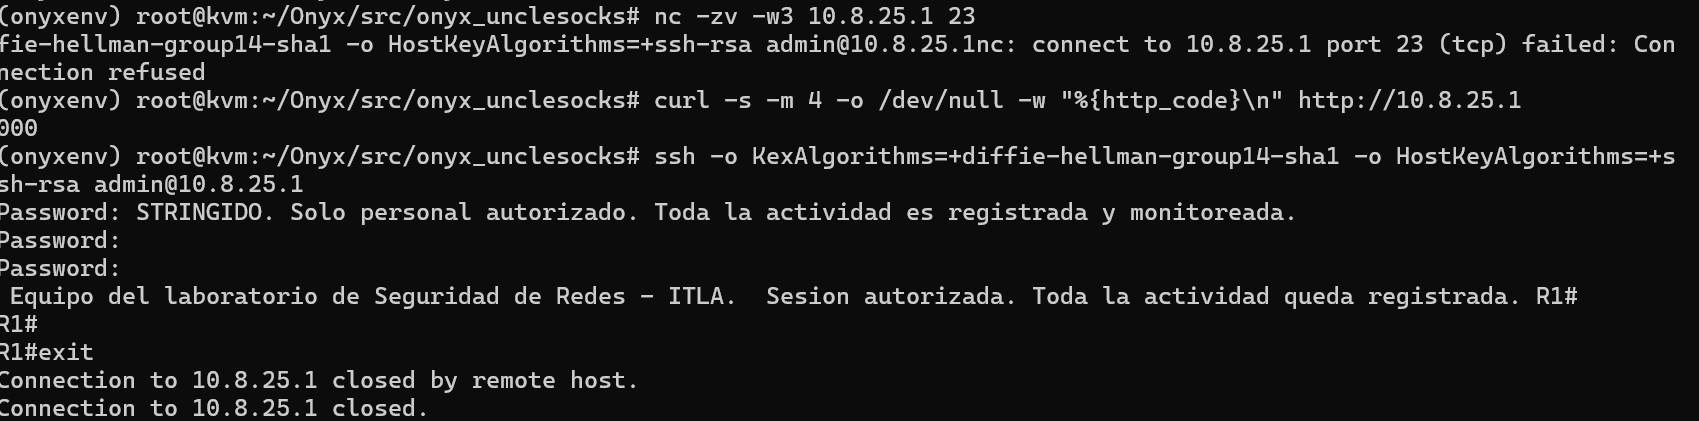 (onyxenv) root@kvm:~/Onyx/src/onyx_unclesocks# nc -zv -w3 10.8.25.1 23
fie-hellman-group14-sha1 -o HostKeyAlgorithms=+ssh-rsa admin@10.8.25.1nc: connect to 10.8.25.1 port 23 (tcp) failed: Con
nection refused
(onyxenv) root@kvm:~/Onyx/src/onyx_unclesocks# curl -s -m 4 -o /dev/null -w "%{http_code}\n" http://10.8.25.1
000
(onyxenv) root@kvm:~/Onyx/src/onyx_unclesocks# ssh -o KexAlgorithms=+diffie-hellman-group14-sha1 -o HostKeyAlgorithms=+s
sh-rsa admin@10.8.25.1
Password: STRINGIDO. Solo personal autorizado. Toda la actividad es registrada y monitoreada.
Password:
Password:
 Equipo del laboratorio de Seguridad de Redes - ITLA.  Sesion autorizada. Toda la actividad queda registrada. R1#
R1#
R1#exit
Connection to 10.8.25.1 closed by remote host.
Connection to 10.8.25.1 closed.